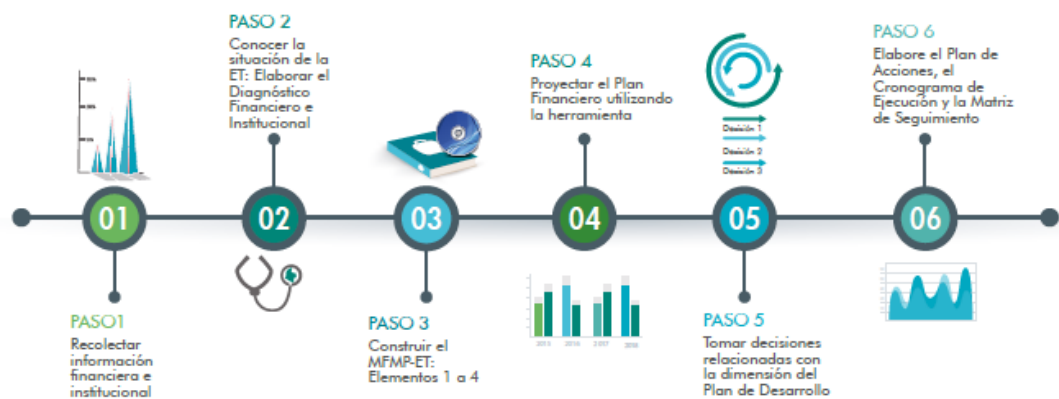 PASO 2
Conocer la
situación de la
ET: Elaborar el
Diagnóstico
Financiero e
Institucional
PASO 4
Proyectar el Plan
Financiero utilizando
la herramienta
Decisión 1
Decisión 2
Decisión 3
PASO 6
Elabore el Plan de
Acciones, el
Cronograma de
Ejecución y la Matriz
de Seguimiento
01
02
03
04
05
06
PASO1
Recolectar
información
financiera e
institucional
PASO 3
Construir el
MFMP-ET:
Elementos 1 a 4
2017
PASO 5
Tomar decisiones
relacionadas con
la dimensión del
Plan de Desarrollo